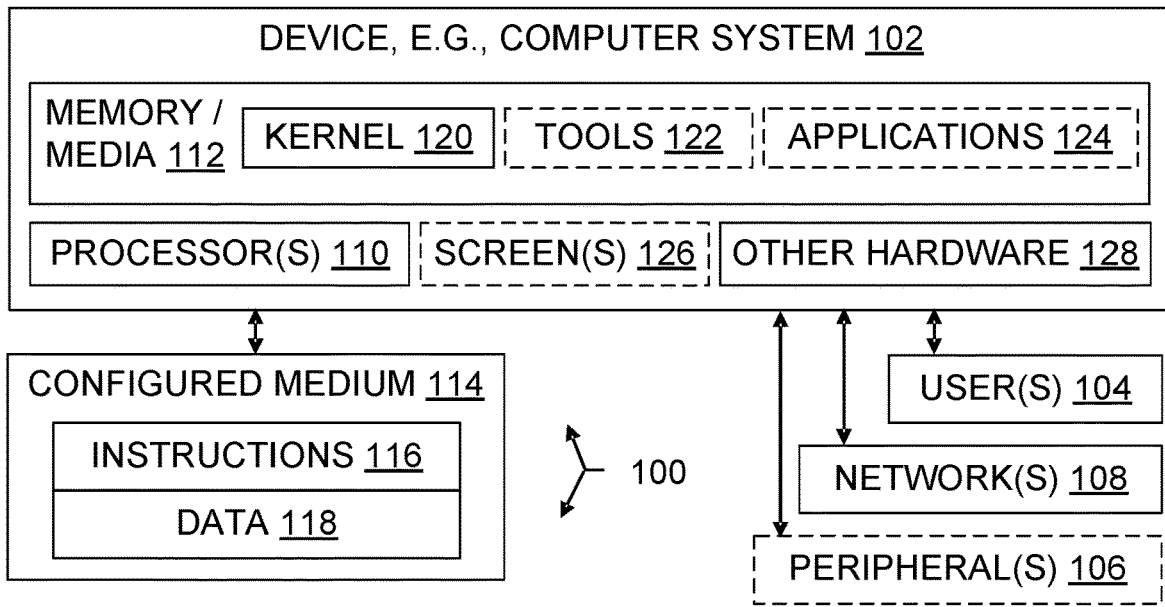 DEVICE, E.G., COMPUTER SYSTEM 102
MEMORY /
MEDIA 112
KERNEL 120
TOOLS 122
APPLICATIONS 124
PROCESSOR(S) 110
SCREEN(S) 126
OTHER HARDWARE 128
CONFIGURED MEDIUM 114
INSTRUCTIONS 116
DATA 118
100
USER(S) 104
NETWORK(S) 108
PERIPHERAL(S) 106